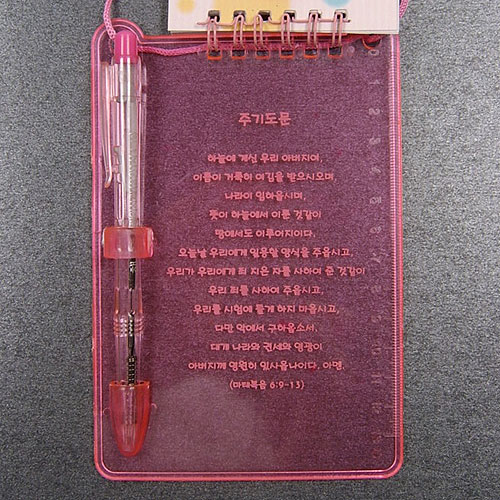 주기도문
하늘에 계신 우리 아버지여,
이름이 거룩히 여김을 받으시오며,
나라이 임하옵시며,
뜻이 하늘에서 이룬 것같이
땅에서도 이루어지이다.
오늘날 우리에게 일용할 양식을 주옵시고,
우리가 우리에게 죄 지은 자를 사하여 준 것같이
우리 죄를 사하여 주옵시고,
우리를 시험에 들게 하지 마옵시고,
다만 악에서 구하옵소서.
대개 나라와 권세와 영광이
아버지께 영원히 있사옵나이다. 아멘.
(마태복음 6:9-13)